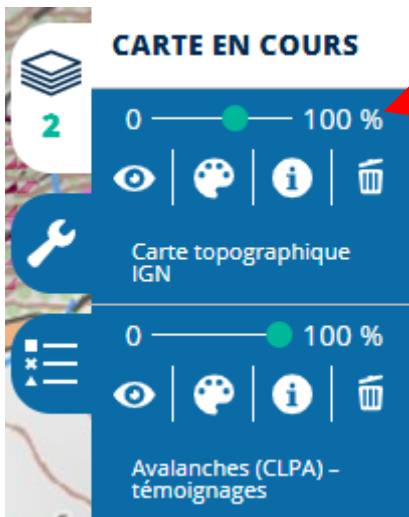 CARTE EN COURS
2
0 100 %
i
Carte topographique
IGN
0 100 %
i
Avalanches (CLPA) –
témoignages